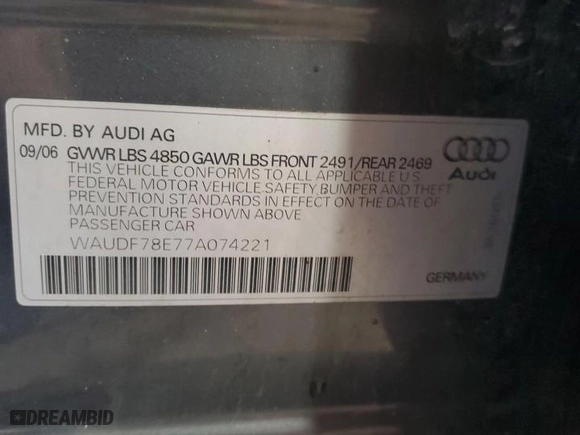 MFD. BY AUDI AG
09/06 GVWR LBS 4850 GAWR LBS FRONT 2491/REAR 2469
THIS VEHICLE CONFORMS TO ALL APPLICABLE U.S.
FEDERAL MOTOR VEHICLE SAFETY, BUMPER AND THEFT
PREVENTION STANDARDS IN EFFECT ON THE DATE OF
MANUFACTURE SHOWN ABOVE
PASSENGER CAR
WAUDF78E77A074221
Audi
GERMANY
DREAMBID